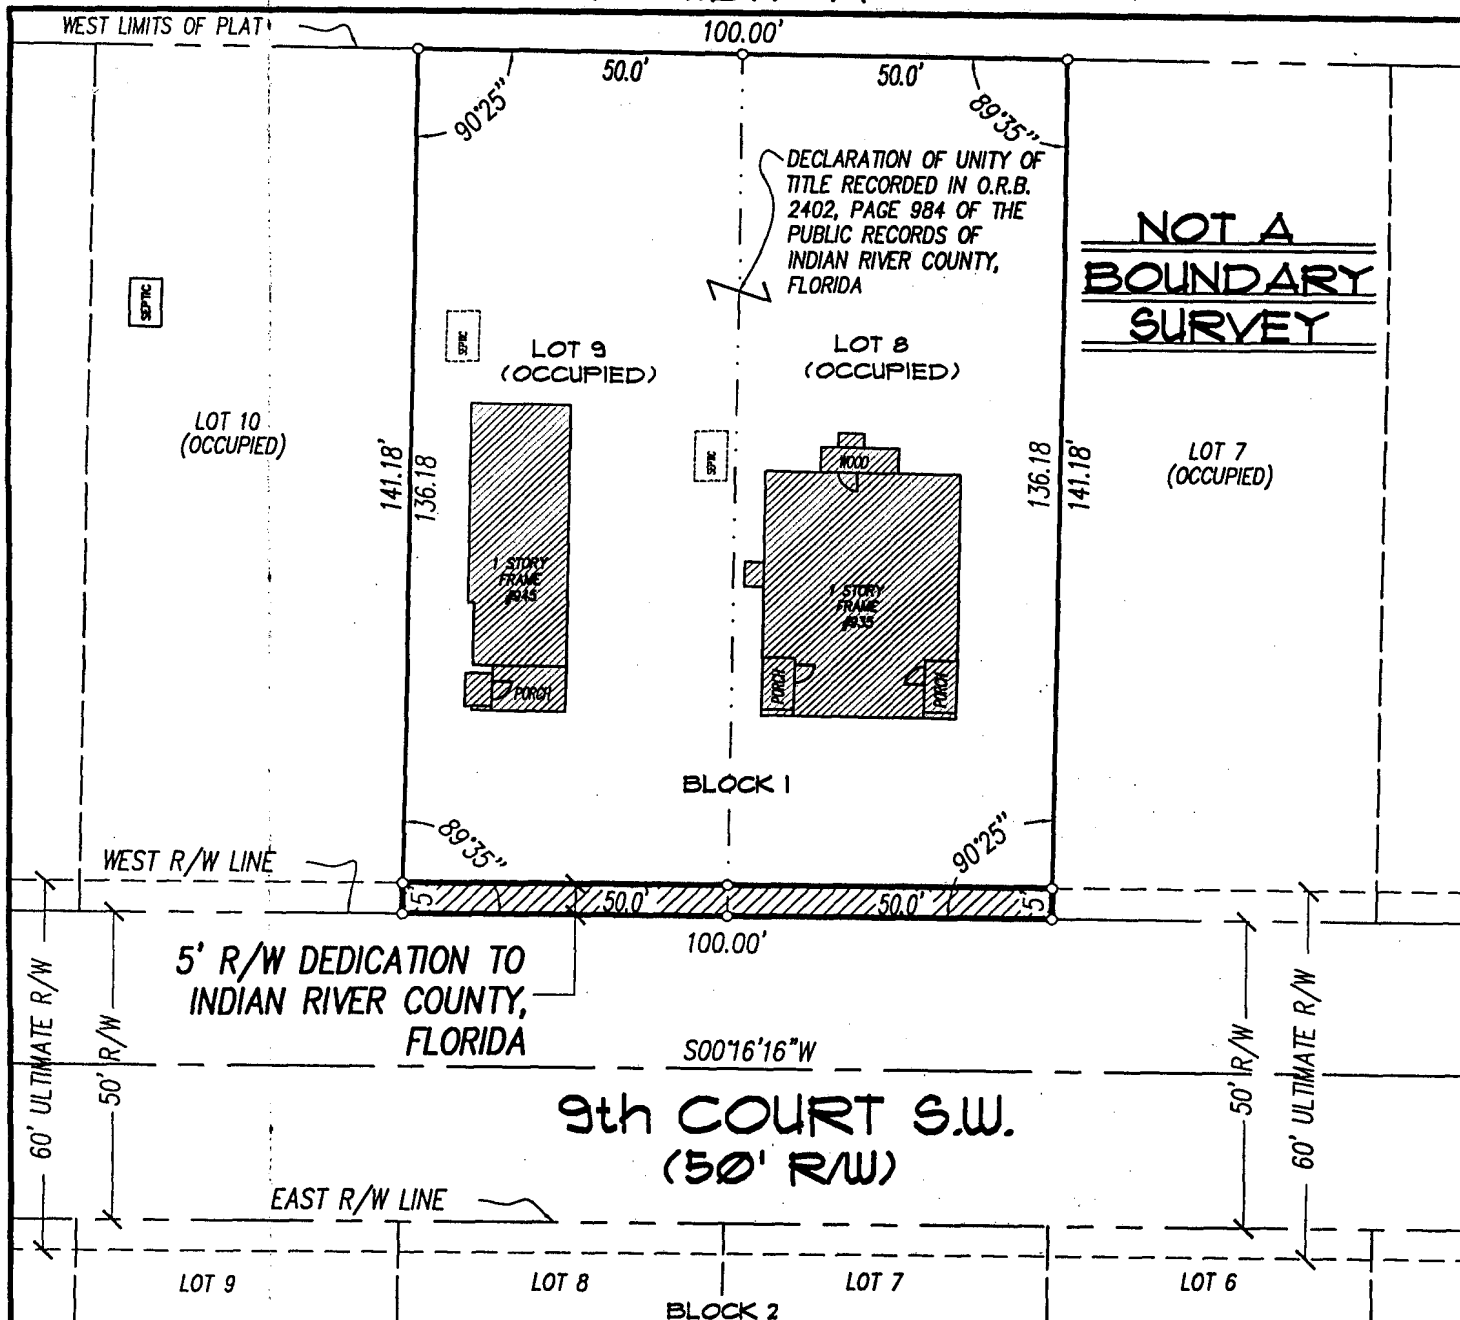 WEST LIMITS OF PLAT
100.00'
50.0'
50.0'
90°25"
89°35"
DECLARATION OF UNITY OF
TITLE RECORDED IN O.R.B.
2402, PAGE 984 OF THE
PUBLIC RECORDS OF
INDIAN RIVER COUNTY,
FLORIDA
NOT A
BOUNDARY
SURVEY
SEPTIC
SEPTIC
LOT 9
(OCCUPIED)
LOT 8
(OCCUPIED)
LOT 10
(OCCUPIED)
LOT 7
(OCCUPIED)
141.18'
136.18
SEPTIC
WOOD
136.18
141.18'
1 STORY
FRAME
#945
1 STORY
FRAME
#935
PORCH
PORCH
PORCH
BLOCK 1
89°35"
90°25"
WEST R/W LINE
5'
50.0'
50.0'
5'
100.00'
5' R/W DEDICATION TO
INDIAN RIVER COUNTY,
FLORIDA
60' ULTIMATE R/W
50' R/W
S00°16'16"W
50' R/W
60' ULTIMATE R/W
9th COURT S.W.
(50' R/W)
EAST R/W LINE
LOT 9
LOT 8
LOT 7
LOT 6
BLOCK 2